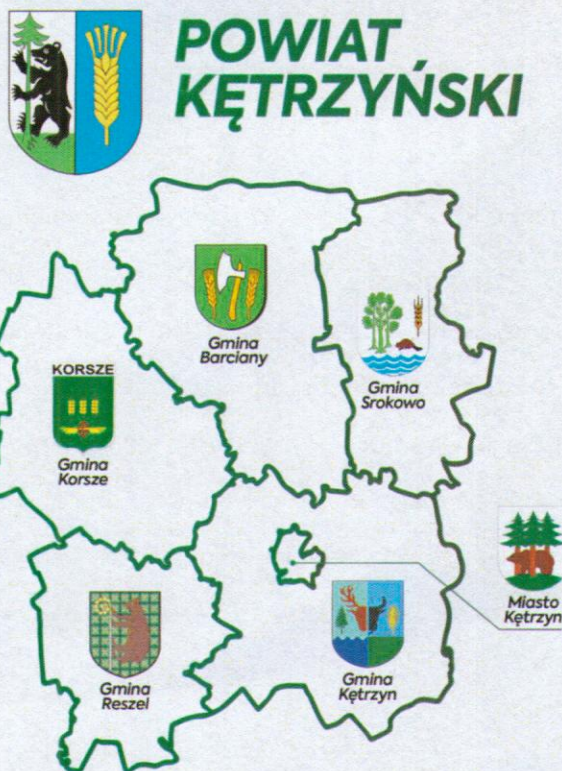 POWIAT
KĘTRZYŃSKI
Gmina
Barciany
Gmina
Srokowo
KORSZE
Gmina
Korsze
Miasto
Kętrzyn
Gmina
Reszel
Gmina
Kętrzyn